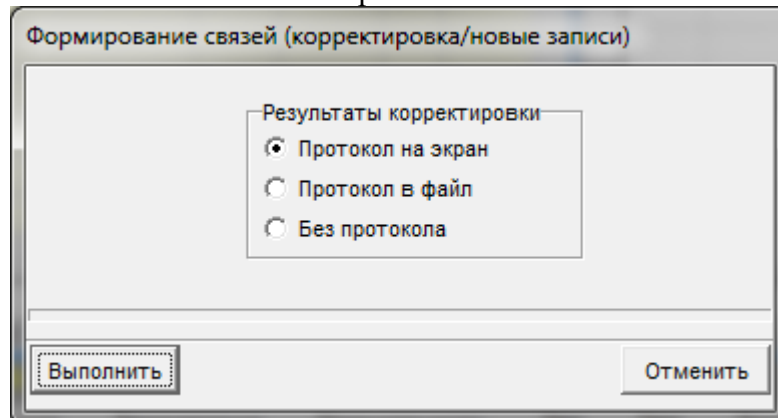 Формирование связей (корректировка/новые записи)
Результаты корректировки
Протокол на экран
Протокол в файл
Без протокола
Выполнить
Отменить